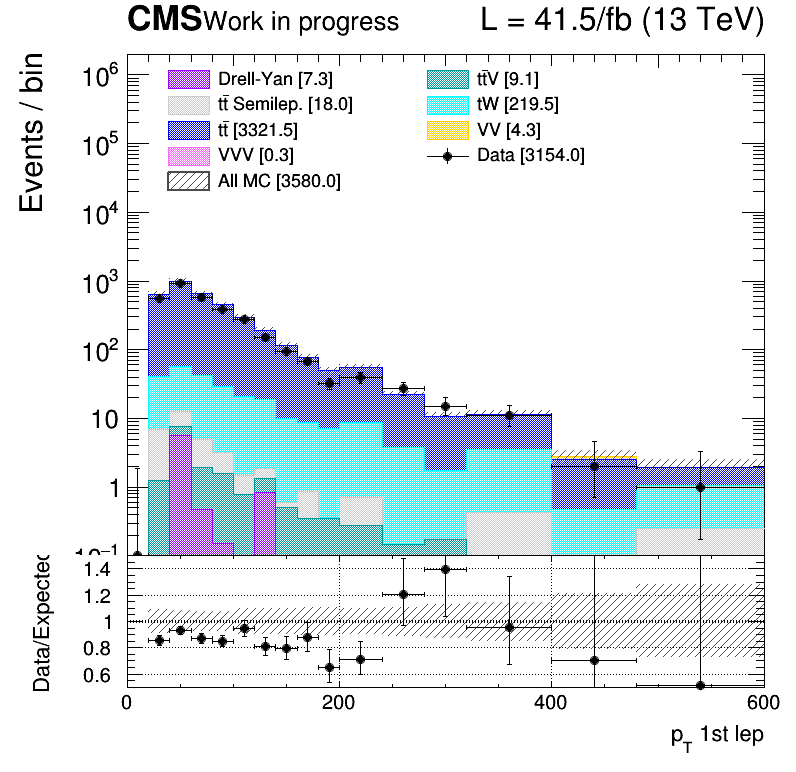 CMS Work in progress L = 41.5/fb (13 TeV)
Events / bin
Drell-Yan [7.3]
tt̄ Semilep. [18.0]
tt̄ [3321.5]
VVV [0.3]
All MC [3580.0]
tt̄V [9.1]
tW [219.5]
VV [4.3]
Data [3154.0]
10⁶
10⁵
10⁴
10³
10²
10
1
10⁻¹
Data/Expected
1.4
1.2
1
0.8
0.6
0 200 400 600
p_T 1st lep